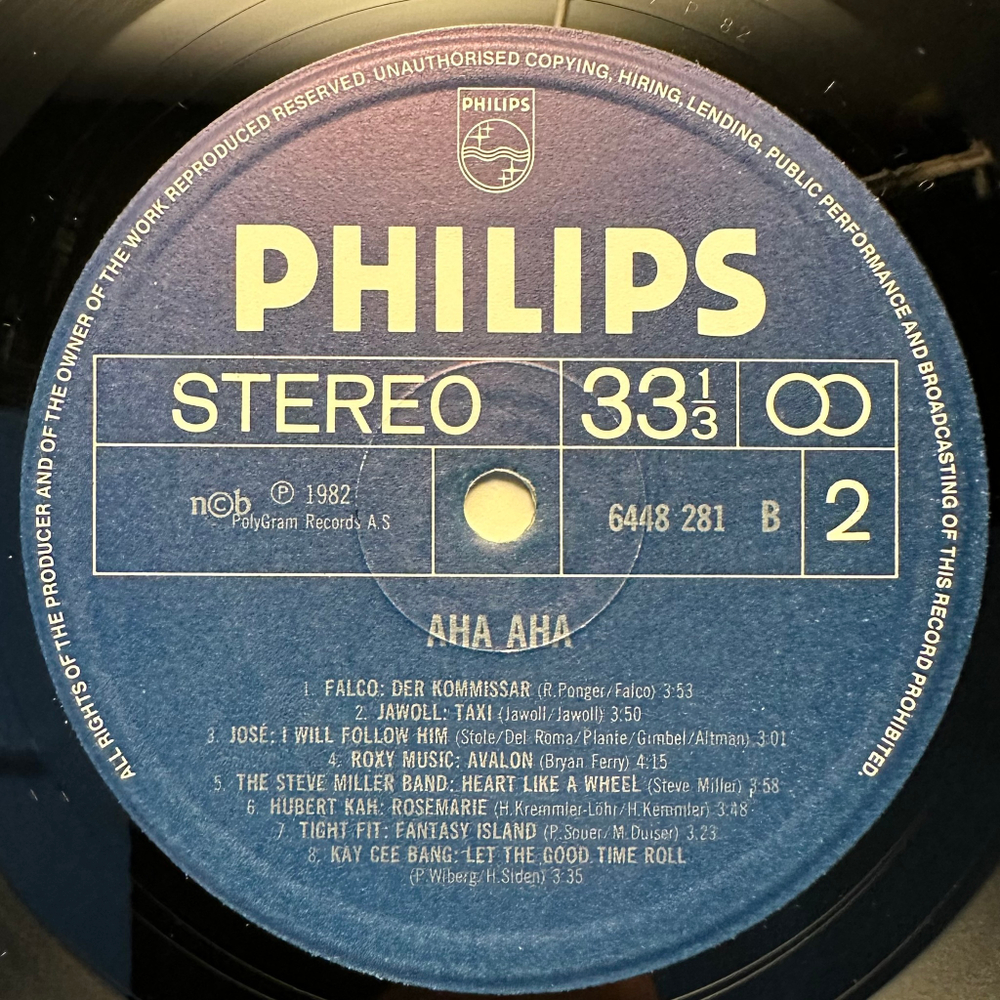 P 82
ALL RIGHTS OF THE PRODUCER AND OF THE OWNER OF THE WORK REPRODUCED RESERVED. UNAUTHORISED COPYING, HIRING, LENDING, PUBLIC PERFORMANCE AND BROADCASTING OF THIS RECORD PROHIBITED.
PHILIPS
PHILIPS
STEREO 33 1/3
n©b ℗ 1982
PolyGram Records A.S
6448 281 B 2
AHA AHA
1. FALCO: DER KOMMISSAR (R.Ponger/Falco) 3:53
2. JAWOLL: TAXI (Jawoll/Jawoll) 3:50
3. JOSÉ: I WILL FOLLOW HIM (Stole/Del Roma/Plante/Gimbel/Altman) 3:01
4. ROXY MUSIC: AVALON (Bryan Ferry) 4:15
5. THE STEVE MILLER BAND: HEART LIKE A WHEEL (Steve Miller) 3:58
6. HUBERT KAH: ROSEMARIE (H.Kremmler-Löhr/H.Kemmler) 3:48
7. TIGHT FIT: FANTASY ISLAND (P.Souer/M.Duiser) 3.23
8. KAY CEE BANG: LET THE GOOD TIME ROLL
(P.Wiberg/H.Siden) 3:35